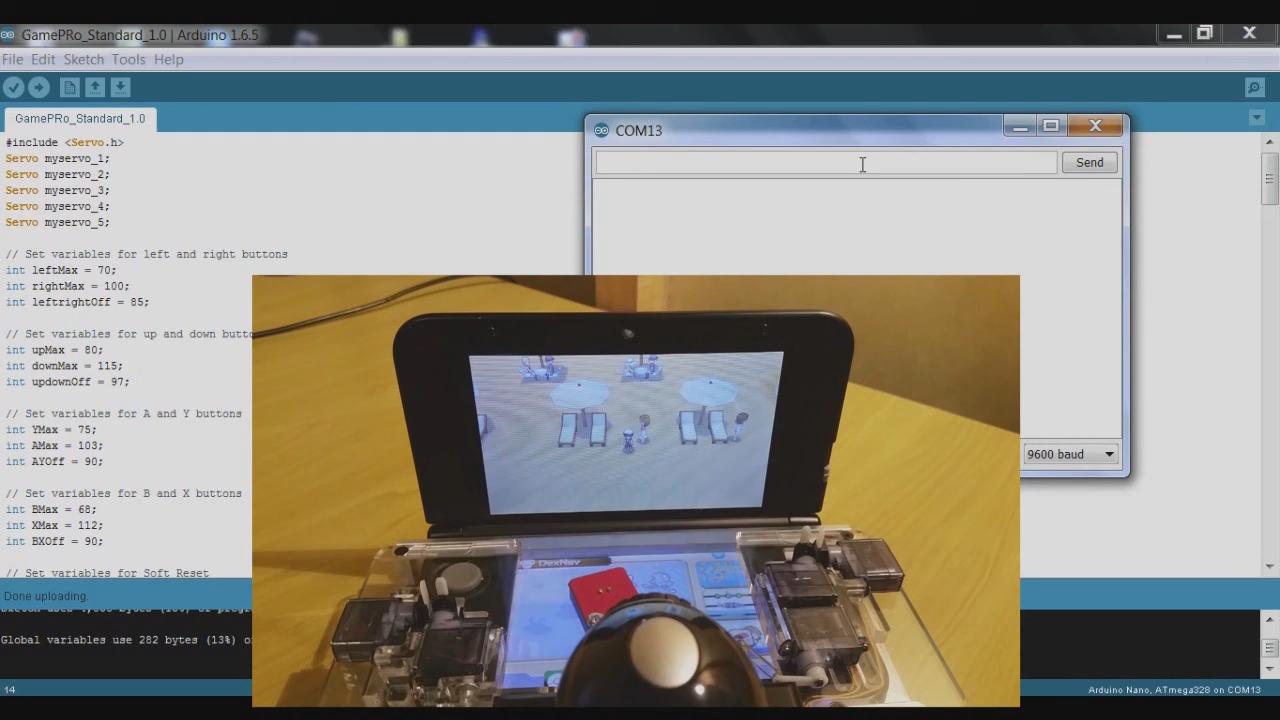 GamePRo_Standard_1.0 | Arduino 1.6.5
File Edit Sketch Tools Help
GamePRo_Standard_1.0
#include <Servo.h>
Servo myservo_1;
Servo myservo_2;
Servo myservo_3;
Servo myservo_4;
Servo myservo_5;
// Set variables for left and right buttons
int leftMax = 70;
int rightMax = 100;
int leftrightOff = 85;
// Set variables for up and down butto
int upMax = 80;
int downMax = 115;
int updownOff = 97;
// Set variables for A and Y buttons
int YMax = 75;
int AMax = 103;
int AYOff = 90;
// Set variables for B and X buttons
int BMax = 68;
int XMax = 112;
int BXOff = 90;
// Set variables for Soft Reset
COM13
Send
9600 baud
DexNav
Done uploading.
Global variables use 282 bytes (13%) o
14
Arduino Nano, ATmega328 on COM13